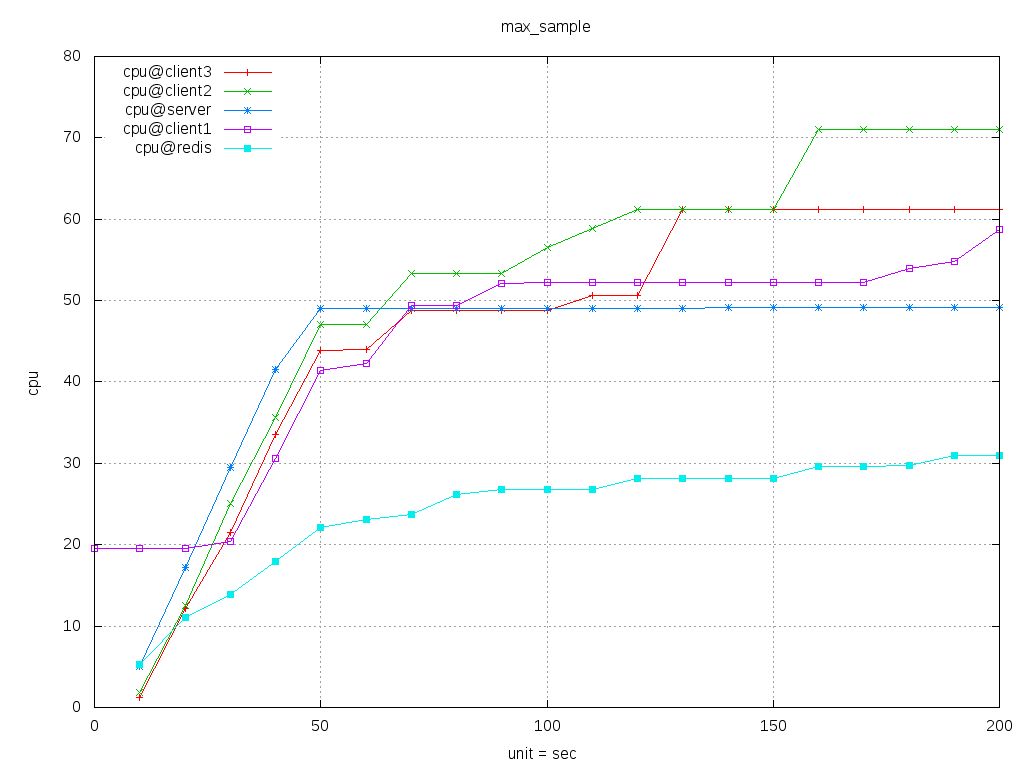 max_sample
80
70
60
50
40
30
20
10
0
cpu
cpu@client3
cpu@client2
cpu@server
cpu@client1
cpu@redis
0 50 100 150 200
unit = sec